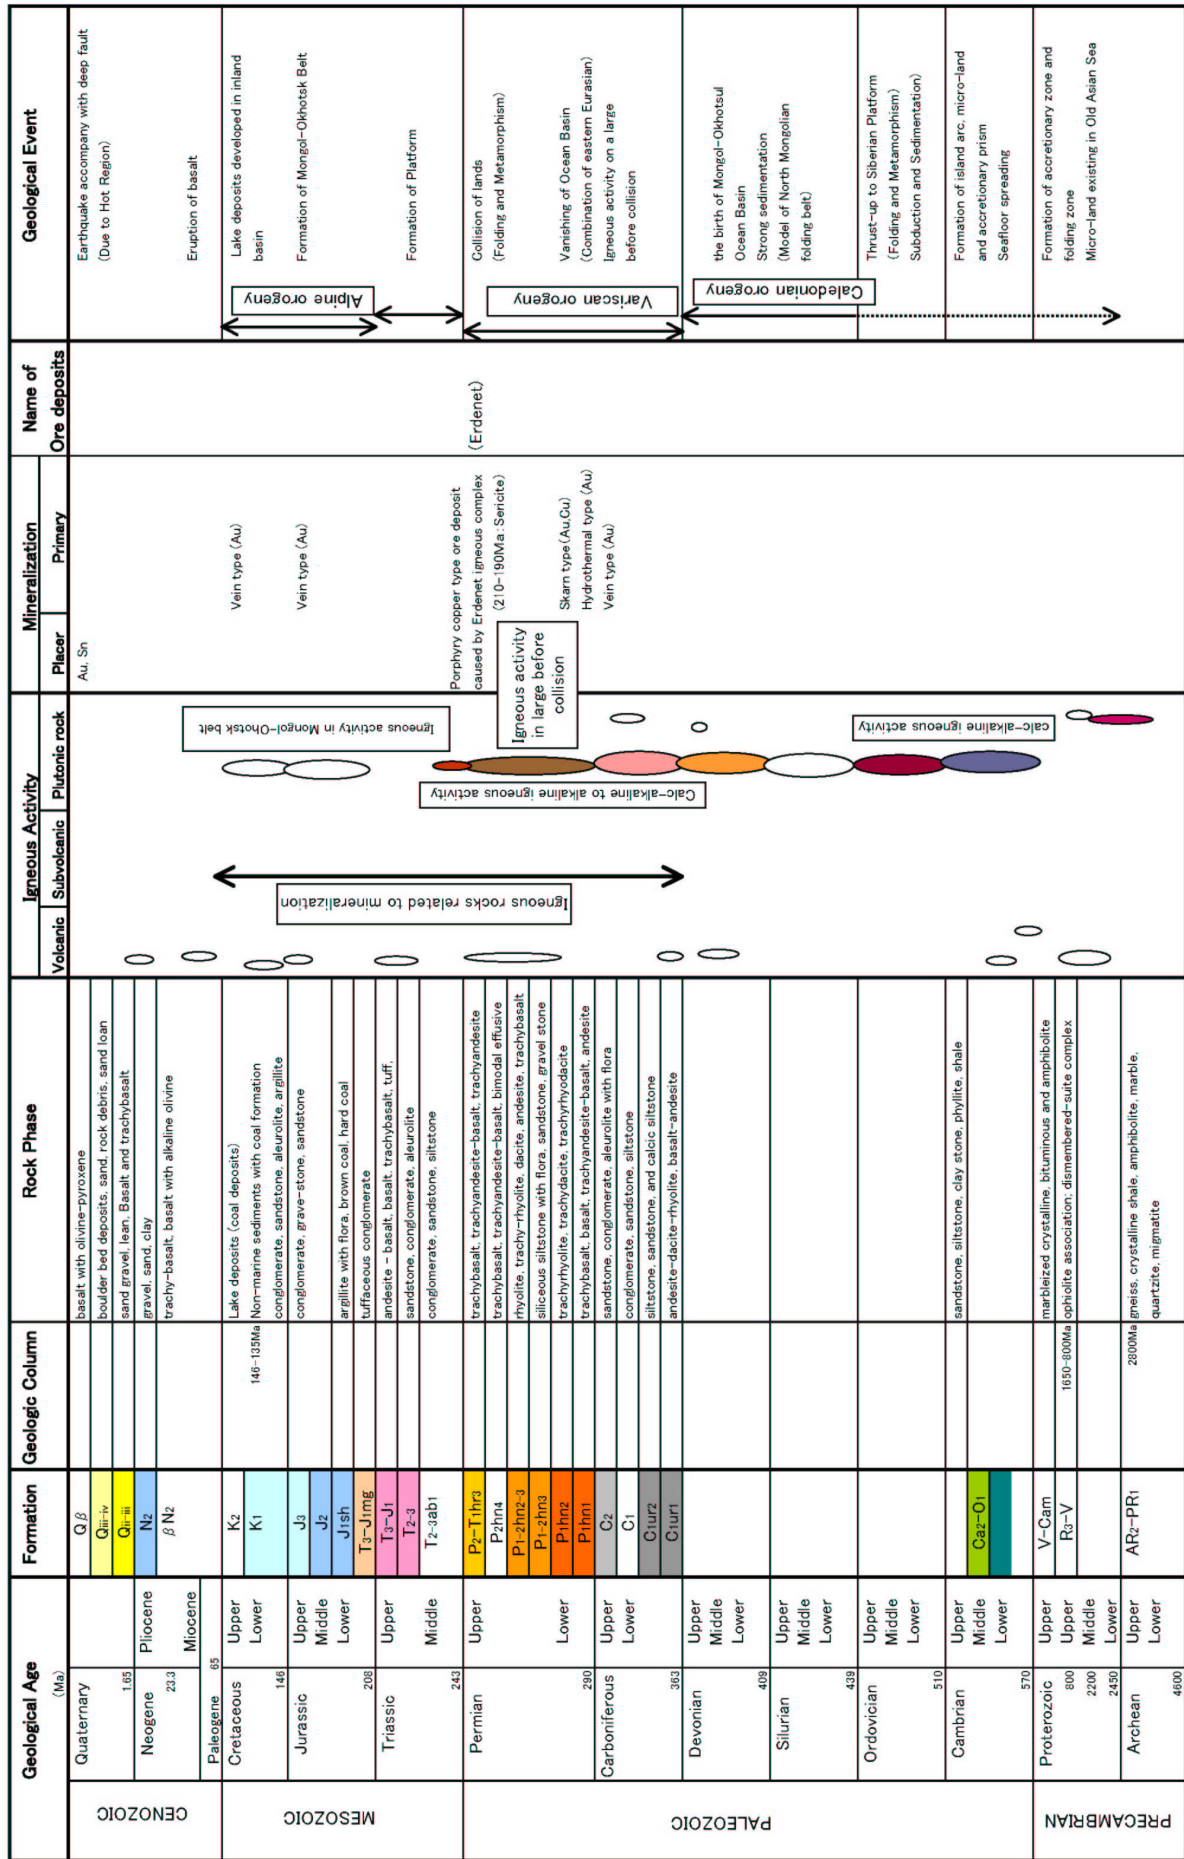 Geological Age
(Ma)
Formation
Geologic Column
Rock Phase
Igneous Activity
Volcanic
Subvolcanic
Plutonic rock
Mineralization
Placer
Primary
Name of
Ore deposits
Geological Event
CENOZOIC
Quaternary
1.65
Neogene
23.3
Pliocene
Miocene
Paleogene
65
Qβ
Qiii-iv
Qii-iii
N2
βN2
basalt with olivine-pyroxene
boulder bed deposits, sand, rock debris, sand loan
sand gravel, lean, Basalt and trachybasalt
gravel, sand, clay
trachy-basalt, basalt with alkaline olivine
Au, Sn
Earthquake accompany with deep fault
(Due to Hot Region)
Eruption of basalt
MESOZOIC
Cretaceous
146
Upper
Lower
Jurassic
208
Upper
Middle
Lower
Triassic
243
Upper
Middle
K2
K1
J3
J2
J1sh
T3-J1mg
T3-J1
T2-3
T2-3ab1
146-135Ma
Lake deposits (coal deposits)
Non-marine sediments with coal formation
conglomerate, sandstone, aleurolite, argillite
conglomerate, grave-stone, sandstone
argillite with flora, brown coal, hard coal
tuffaceous conglomerate
andesite - basalt, basalt, trachybasalt, tuff,
sandstone, conglomerate, aleurolite
conglomerate, sandstone, siltstone
Igneous rocks related to mineralization
Igneous activity in Mongol-Ohotsk belt
Vein type (Au)
Vein type (Au)
Alpine orogeny
Lake deposits developed in inland
basin
Formation of Mongol-Okhotsk Belt
Formation of Platform
PALEOZOIC
Permian
290
Upper
Lower
Carboniferous
363
Upper
Lower
Devonian
409
Upper
Middle
Lower
Silurian
439
Upper
Middle
Lower
Ordovician
510
Upper
Middle
Lower
Cambrian
570
Upper
Middle
Lower
P2-T1hr3
P2hn4
P1-2hn2-3
P1-2hn3
P1hn2
P1hn1
C2
C1
C1ur2
C1ur1
Ca2-O1
trachybasalt, trachyandesite-basalt, trachyandesite
trachybasalt, trachyandesite-basalt, bimodal effusive
rhyolite, trachy-rhyolite, dacite, andesite, trachybasalt
siliceous siltstone with flora, sandstone, gravel stone
trachyrhyolite, trachydacite, trachyrhyodacite
trachybasalt, basalt, trachyandesite-basalt, andesite
sandstone, conglomerate, aleurolite with flora
conglomerate, sandstone, siltstone
siltstone, sandstone, and calcic siltstone
andesite-dacite-rhyolite, basalt-andesite
sandstone, siltstone, clay stone, phyllite, shale
Calc-alkaline to alkaline igneous activity
Igneous activity
in large before
collision
calc-alkaline igneous activity
Porphyry copper type ore deposit
caused by Erdenet igneous complex
(210-190Ma:Sericite)
Skarn type(Au,Cu)
Hydrothermal type (Au)
Vein type (Au)
(Erdenet)
Variscan orogeny
Caledonian orogeny
Collision of lands
(Folding and Metamorphism)
Vanishing of Ocean Basin
(Combination of eastern Eurasian)
Igneous activity on a large
before collision
the birth of Mongol-Okhotsul
Ocean Basin
Strong sedimentation
(Model of North Mongolian
folding belt)
Thrust-up to Siberian Platform
(Folding and Metamorphism)
Subduction and Sedimentation)
Formation of island arc, micro-land
and accretionary prism
Seafloor spreading
PRECAMBRIAN
Proterozoic
800
2200
2450
Upper
Upper
Middle
Lower
Archean
4600
Upper
Lower
V-Cam
R3-V
AR2-PR1
1650-800Ma
2800Ma
marbleized crystalline, bituminous and amphibolite
ophiolite association; dismembered-suite complex
gneiss, crystalline shale, amphibolite, marble,
quartzite, migmatite
Formation of accretionary zone and
folding zone
Micro-land existing in Old Asian Sea